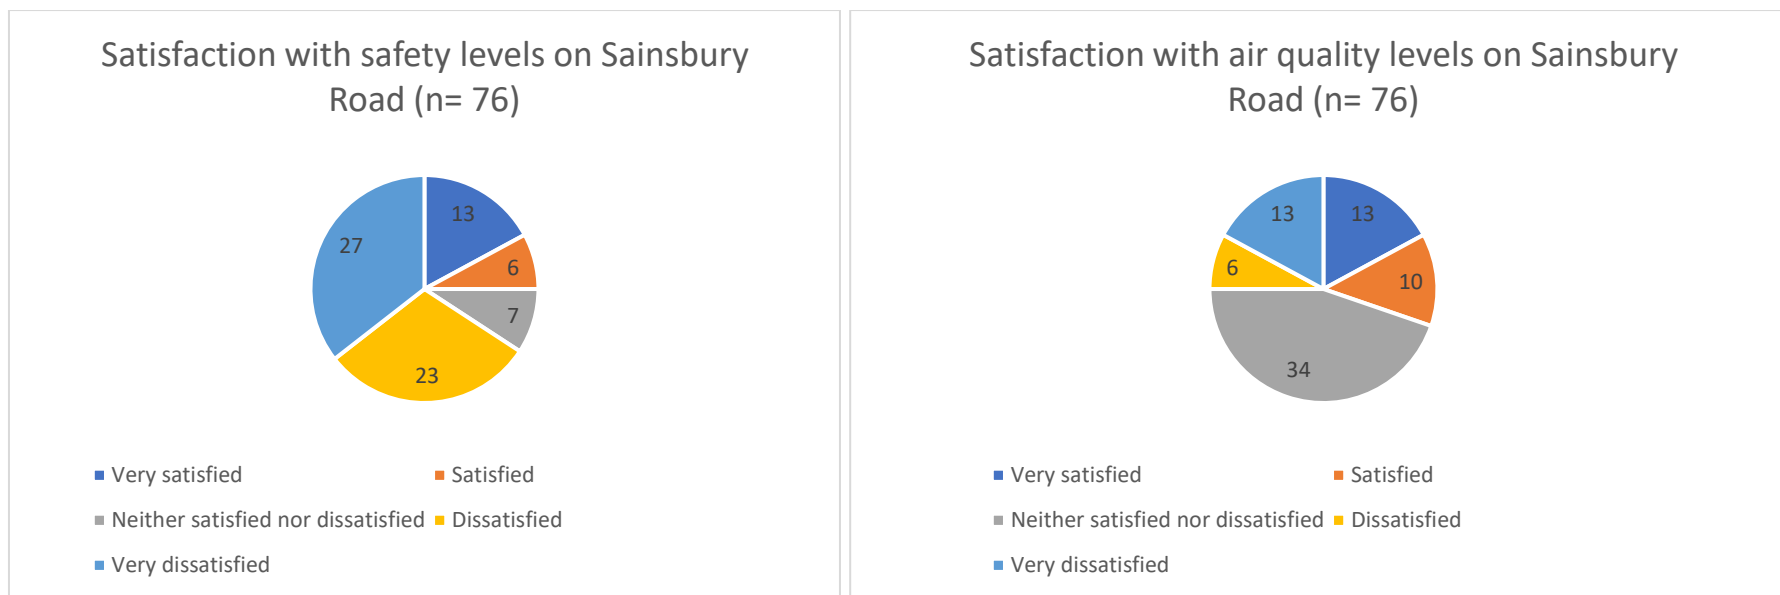 Satisfaction with safety levels on Sainsbury
Road (n= 76)
13
6
7
23
27
Very satisfied
Satisfied
Neither satisfied nor dissatisfied
Dissatisfied
Very dissatisfied
Satisfaction with air quality levels on Sainsbury
Road (n= 76)
13
10
34
6
13
Very satisfied
Satisfied
Neither satisfied nor dissatisfied
Dissatisfied
Very dissatisfied